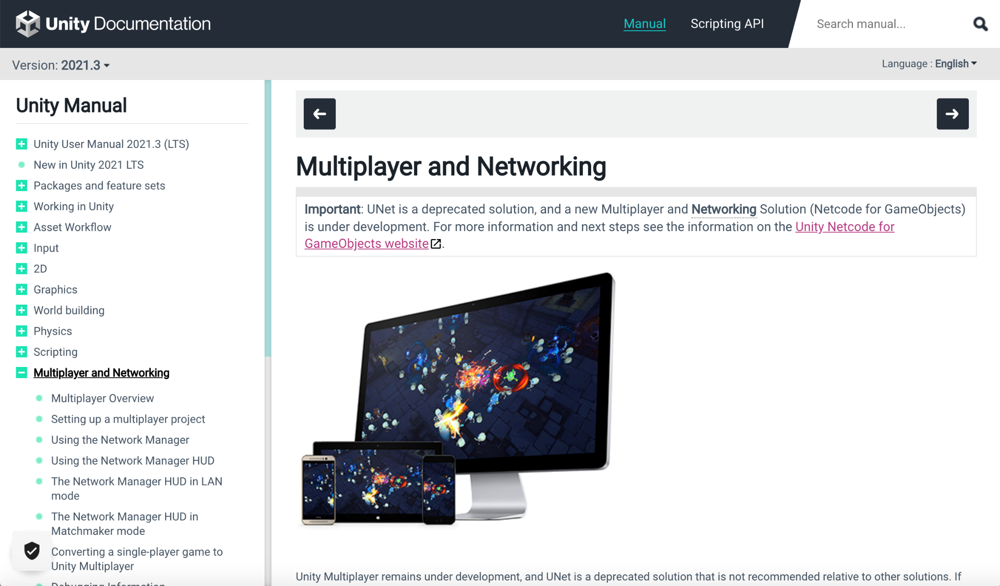 Unity Documentation
Manual
Scripting API
Search manual...
Version: 2021.3
Language : English
Unity Manual
Unity User Manual 2021.3 (LTS)
New in Unity 2021 LTS
Packages and feature sets
Working in Unity
Asset Workflow
Input
2D
Graphics
World building
Physics
Scripting
Multiplayer and Networking
Multiplayer Overview
Setting up a multiplayer project
Using the Network Manager
Using the Network Manager HUD
The Network Manager HUD in LAN
mode
The Network Manager HUD in
Matchmaker mode
Converting a single-player game to
Unity Multiplayer
Debugging Information
Multiplayer and Networking
Important: UNet is a deprecated solution, and a new Multiplayer and Networking Solution (Netcode for GameObjects)
is under development. For more information and next steps see the information on the Unity Netcode for
GameObjects website.
Unity Multiplayer remains under development, and UNet is a deprecated solution that is not recommended relative to other solutions. If